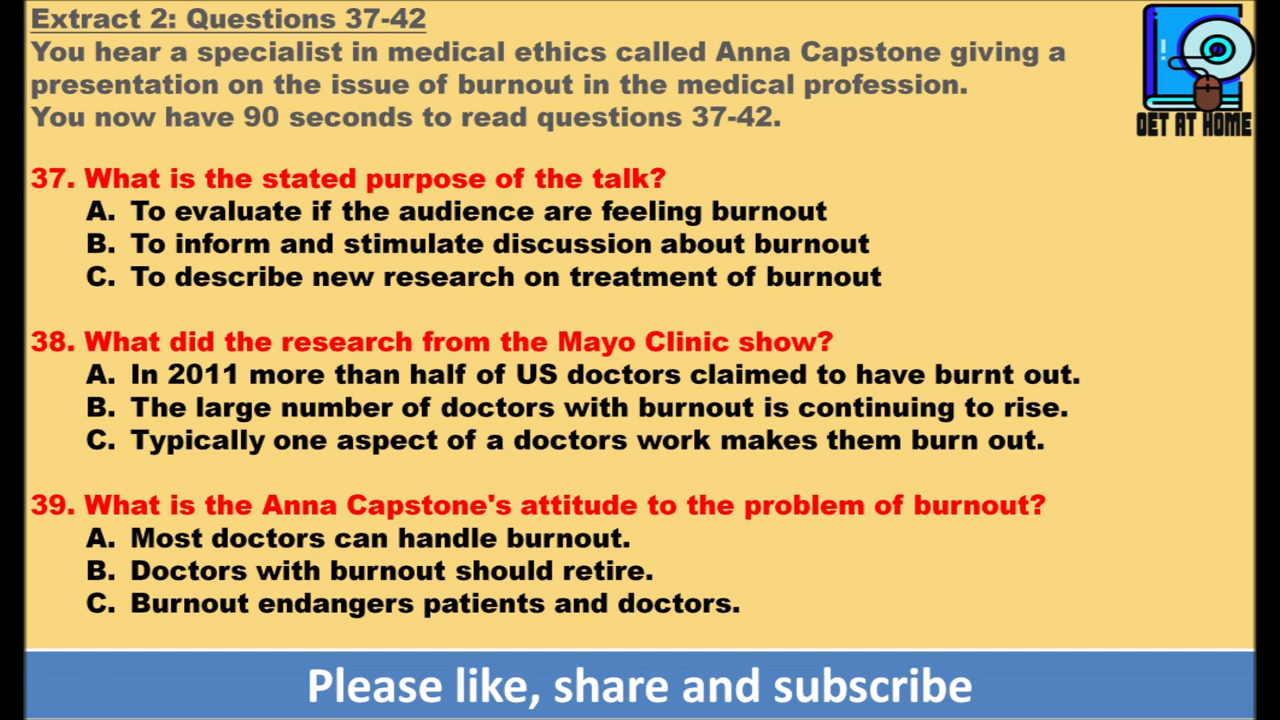 Extract 2: Questions 37-42
You hear a specialist in medical ethics called Anna Capstone giving a
presentation on the issue of burnout in the medical profession.
You now have 90 seconds to read questions 37-42.
OET AT HOME
37. What is the stated purpose of the talk?
A. To evaluate if the audience are feeling burnout
B. To inform and stimulate discussion about burnout
C. To describe new research on treatment of burnout
38. What did the research from the Mayo Clinic show?
A. In 2011 more than half of US doctors claimed to have burnt out.
B. The large number of doctors with burnout is continuing to rise.
C. Typically one aspect of a doctors work makes them burn out.
39. What is the Anna Capstone's attitude to the problem of burnout?
A. Most doctors can handle burnout.
B. Doctors with burnout should retire.
C. Burnout endangers patients and doctors.
Please like, share and subscribe